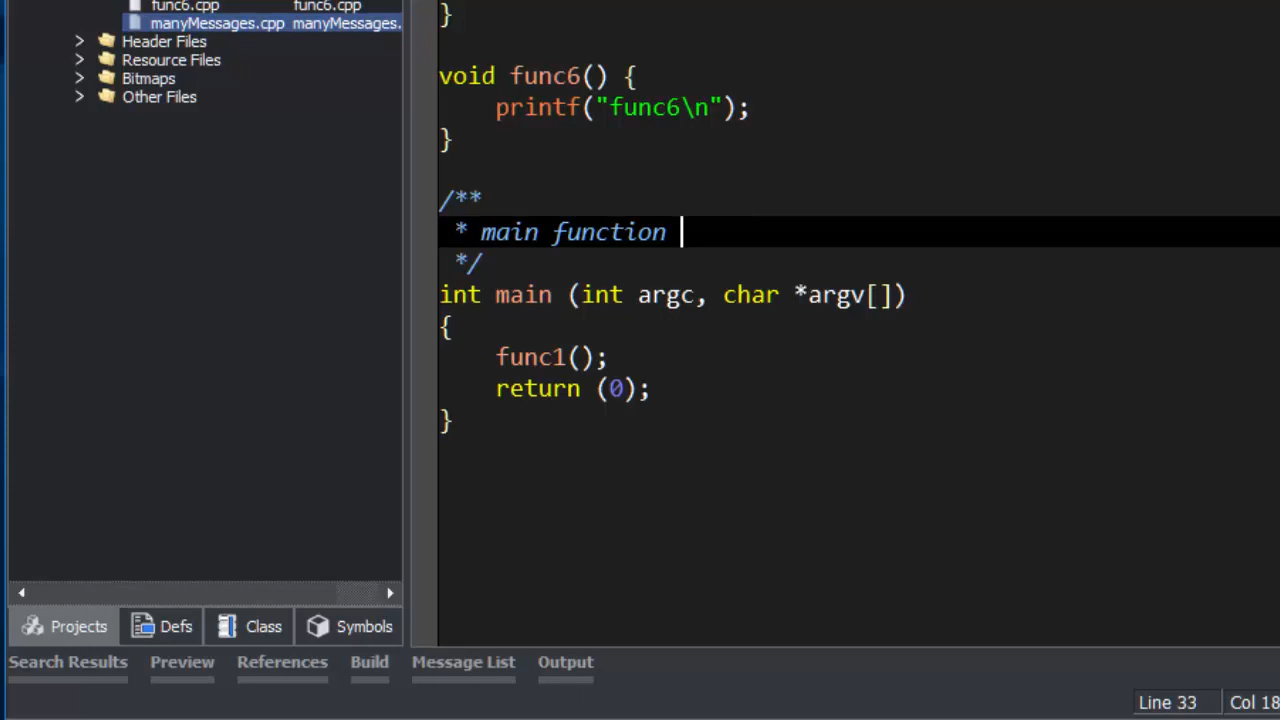 func6.cpp func6.cpp
manyMessages.cpp manyMessages.
Header Files
Resource Files
Bitmaps
Other Files
}
void func6() {
printf("func6\n");
}
/**
* main function
*/
int main (int argc, char *argv[])
{
func1();
return (0);
}
Projects Defs Class Symbols
Search Results Preview References Build Message List Output
Line 33 Col 18